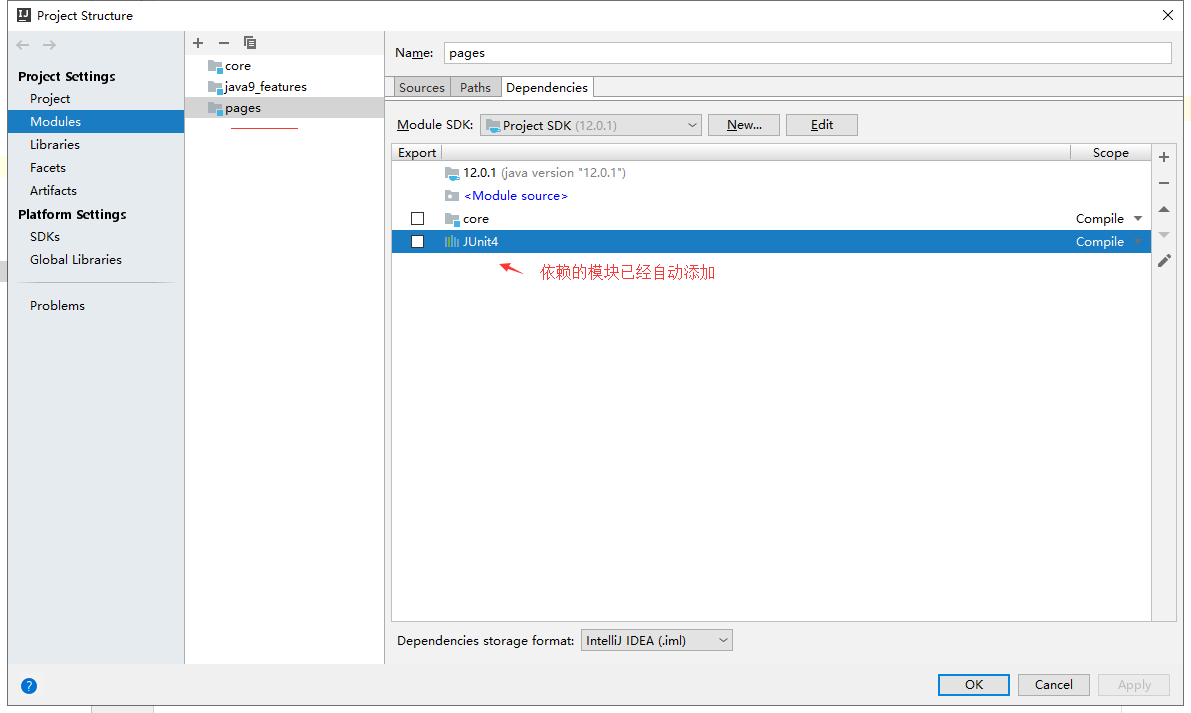 Project Structure
Project Settings
Project
Modules
Libraries
Facets
Artifacts
Platform Settings
SDKs
Global Libraries
Problems
core
java9_features
pages
Name: pages
Sources Paths Dependencies
Module SDK: Project SDK (12.0.1) New... Edit
Export Scope
12.0.1 (java version "12.0.1")
<Module source>
core Compile
JUnit4 Compile
依赖的模块已经自动添加
Dependencies storage format: IntelliJ IDEA (.iml)
? OK Cancel Apply